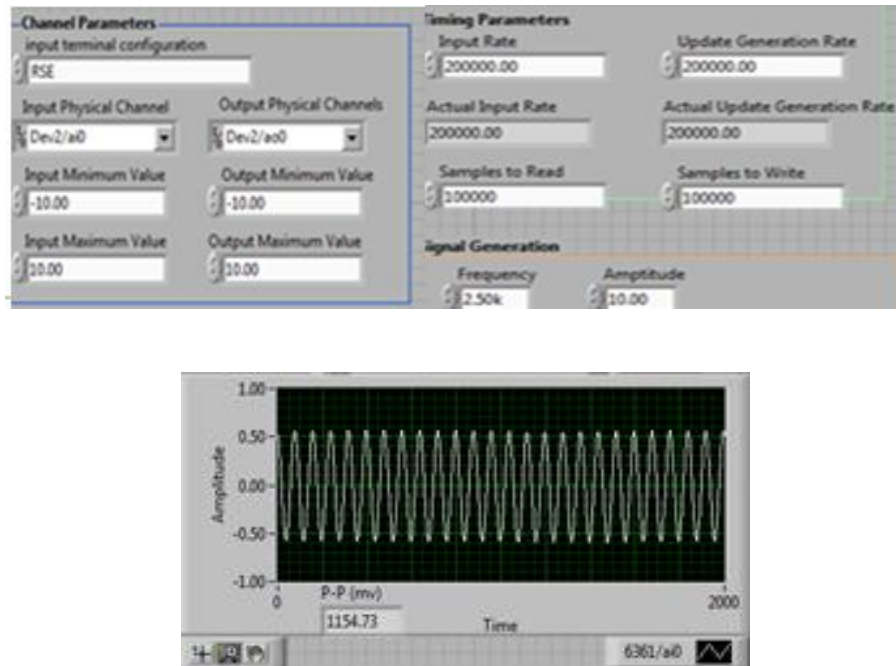 Channel Parameters
input terminal configuration
RSE
Input Physical Channel
Output Physical Channels
Dev2/ai0
Dev2/ao0
Input Minimum Value
Output Minimum Value
-10.00
-10.00
Input Maximum Value
Output Maximum Value
10.00
10.00
Timing Parameters
Input Rate
Update Generation Rate
200000.00
200000.00
Actual Input Rate
Actual Update Generation Rate
200000.00
200000.00
Samples to Read
Samples to Write
100000
100000
Signal Generation
Frequency
Amptitude
2.50k
10.00
1.00
0.50
0.00
-0.50
-1.00
Amplitude
0
2000
P-P (mv)
1154.73
Time
6361/ai0